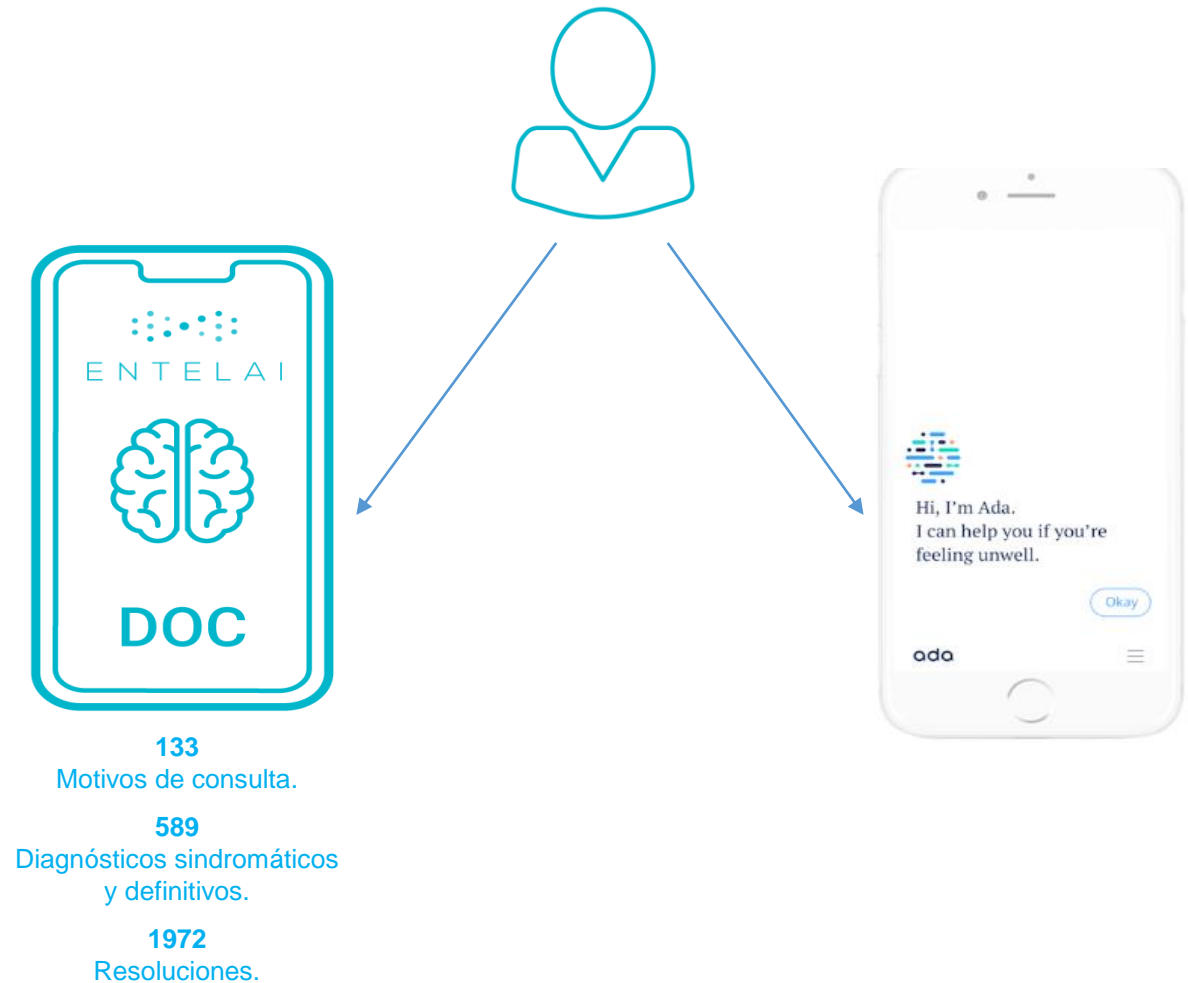 ENTELAI
DOC
133
Motivos de consulta.
589
Diagnósticos sindromáticos
y definitivos.
1972
Resoluciones.
Hi, I’m Ada.
I can help you if you’re
feeling unwell.
Okay
ada